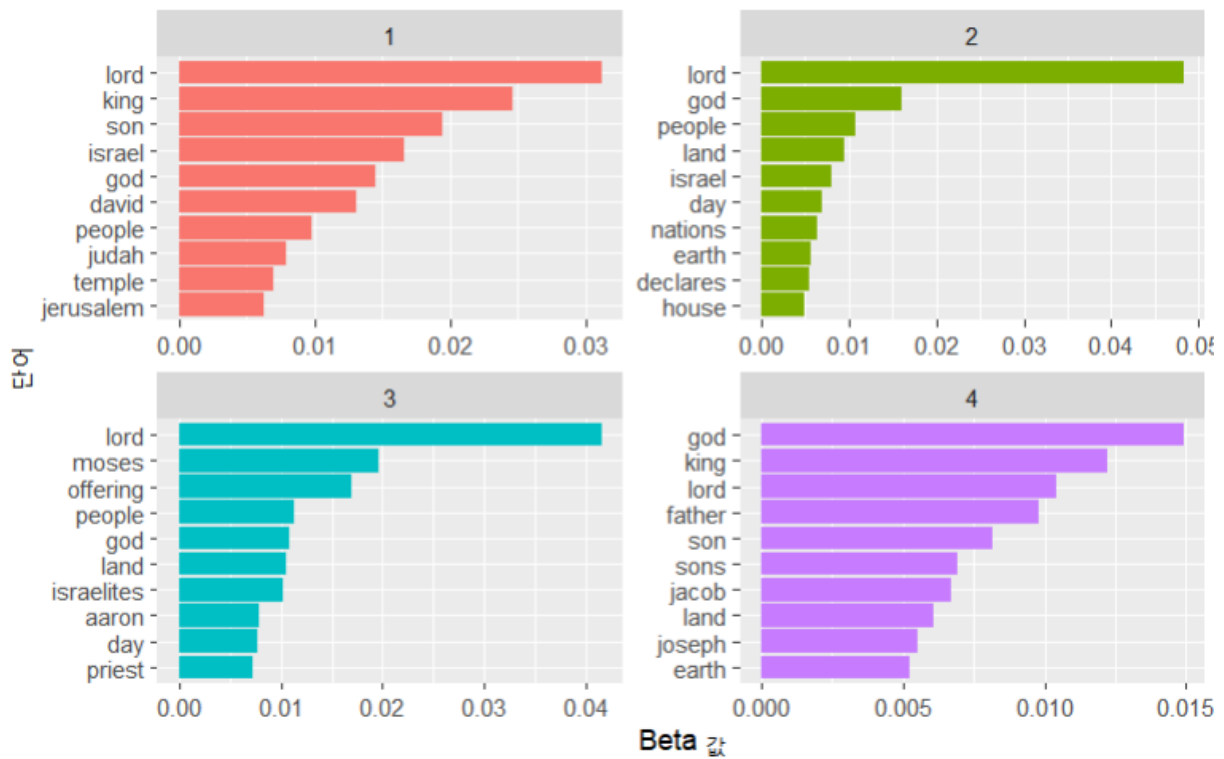 1
lord
king
son
israel
god
david
people
judah
temple
jerusalem
0.00 0.01 0.02 0.03
2
lord
god
people
land
israel
day
nations
earth
declares
house
0.00 0.01 0.02 0.03 0.04 0.05
단어
3
lord
moses
offering
people
god
land
israelites
aaron
day
priest
0.00 0.01 0.02 0.03 0.04
4
god
king
lord
father
son
sons
jacob
land
joseph
earth
0.000 0.005 0.010 0.015
Beta 값